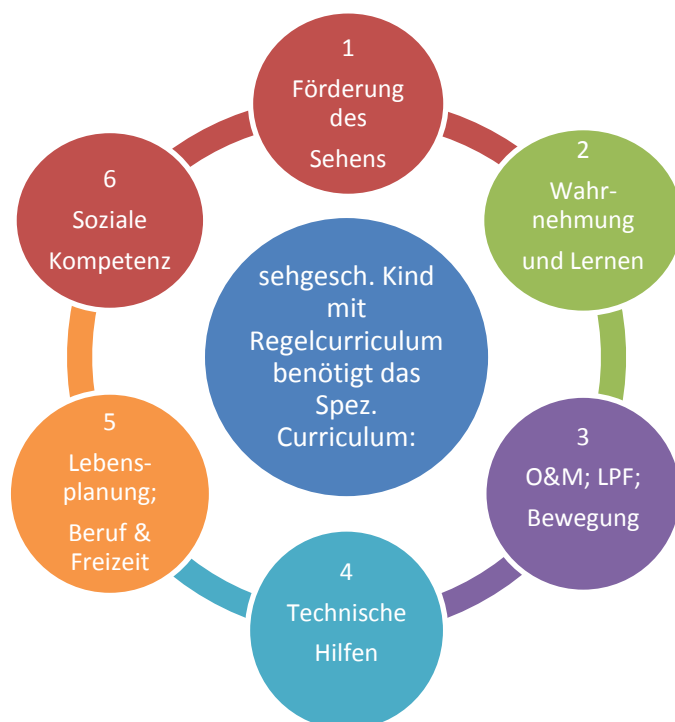 1
Förderung
des
Sehens
2
Wahr-
nehmung
und Lernen
3
O&M; LPF;
Bewegung
4
Technische
Hilfen
5
Lebens-
planung;
Beruf &
Freizeit
6
Soziale
Kompetenz
sehgesch. Kind
mit
Regelcurriculum
benötigt das
Spez.
Curriculum: